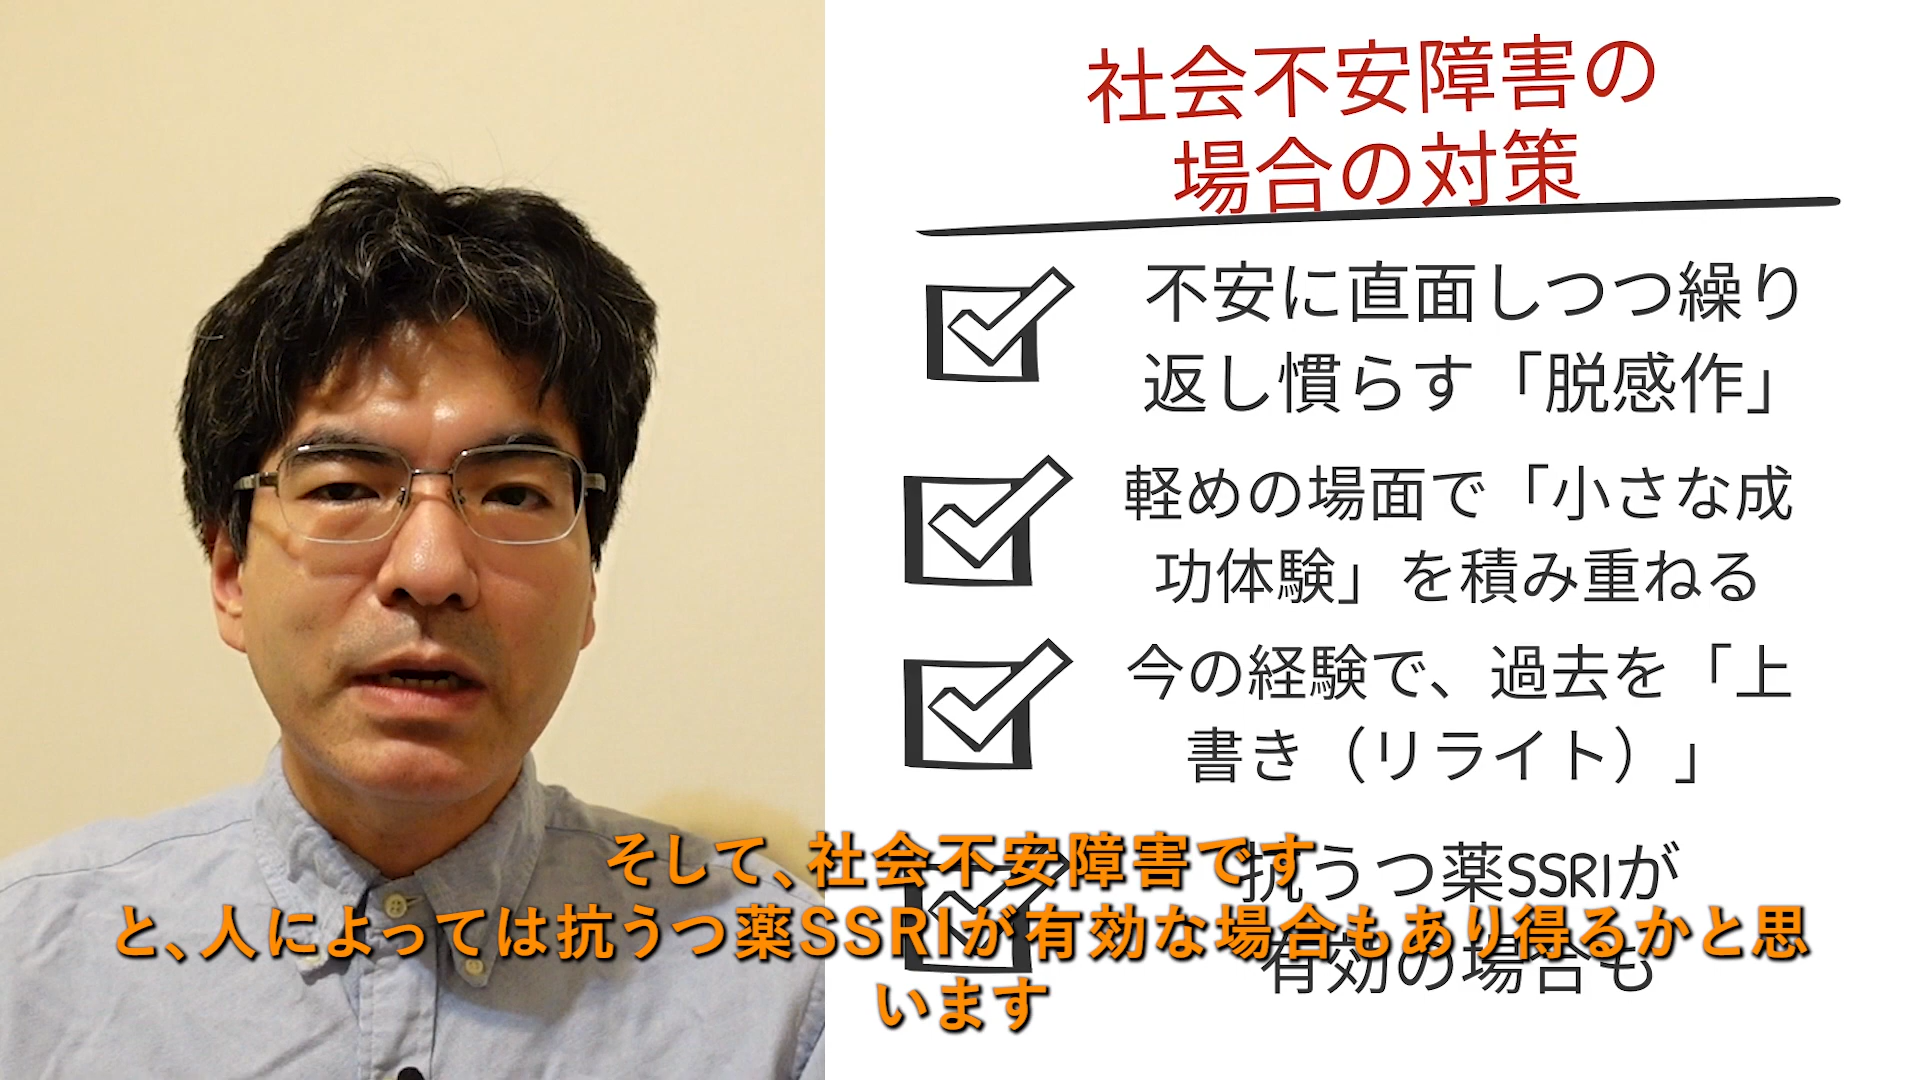 社会不安障害の
場合の対策
不安に直面しつつ繰り
返し慣らす「脱感作」
軽めの場面で「小さな成
功体験」を積み重ねる
今の経験で、過去を「上
書き（リライト）」
抗うつ薬SSRIが
有効の場合も
そして、社会不安障害です
と、人によっては抗うつ薬SSRIが有効な場合もあり得るかと思
います